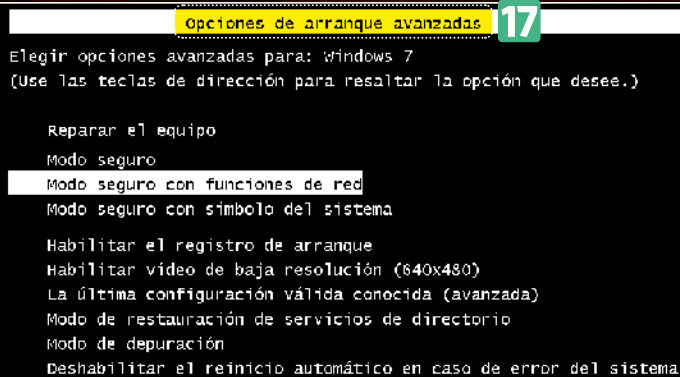 Opciones de arranque avanzadas 17
Elegir opciones avanzadas para: Windows 7
(Use las teclas de dirección para resaltar la opción que desee.)
Reparar el equipo
Modo seguro
Modo seguro con funciones de red
Modo seguro con símbolo del sistema
Habilitar el registro de arranque
Habilitar vídeo de baja resolución (640x480)
La última configuración válida conocida (avanzada)
Modo de restauración de servicios de directorio
Modo de depuración
Deshabilitar el reinicio automático en caso de error del sistema